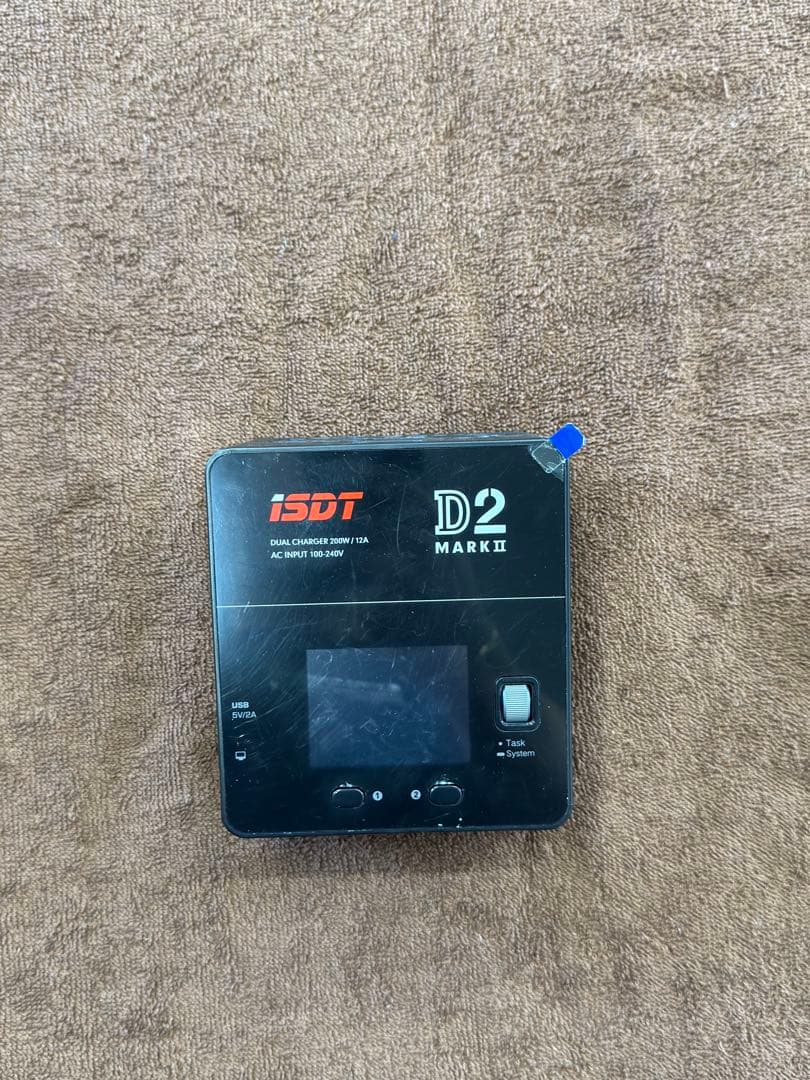 iSDT
DUAL CHARGER 200W / 12A
AC INPUT 100-240V
D2
MARK II
USB
5V/2A
Task
System
1
2